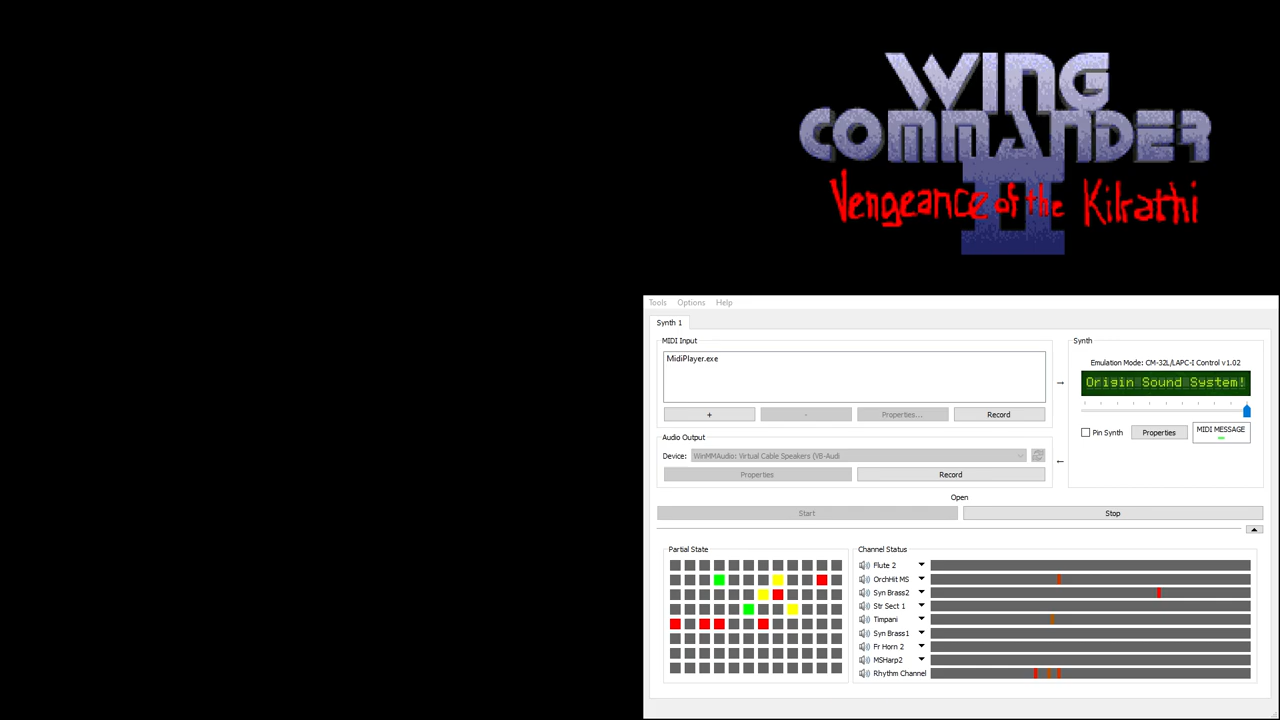 WING
COMMANDER
II
Vengeance of the Kilrathi
Tools Options Help
Synth 1
MIDI Input
MidiPlayer.exe
+ - Properties... Record
Synth
Emulation Mode: CM-32L/LAPC-I Control v1.02
Origin Sound System!
Pin Synth Properties MIDI MESSAGE
Audio Output
Device: WinMMAudio: Virtual Cable Speakers (VB-Audi
Properties Record
Open
Start Stop
Partial State
Channel Status
Flute 2
OrchHit MS
Syn Brass2
Str Sect 1
Timpani
Syn Brass1
Fr Horn 2
MSHarp2
Rhythm Channel